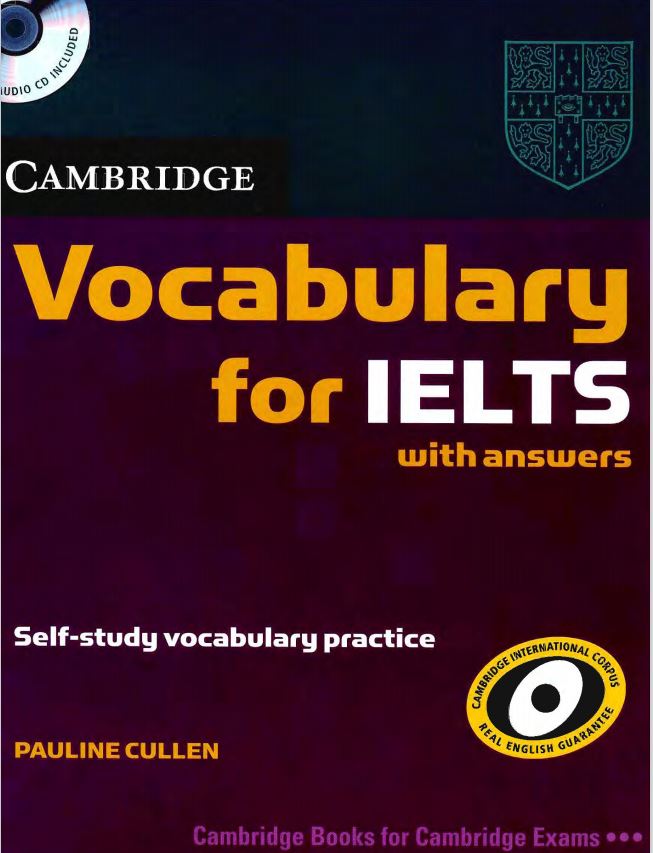 AUDIO CD INCLUDED
CAMBRIDGE
Vocabulary
for IELTS
with answers
Self-study vocabulary practice
CAMBRIDGE INTERNATIONAL CORPUS
REAL ENGLISH GUARANTEE
PAULINE CULLEN
Cambridge Books for Cambridge Exams •••